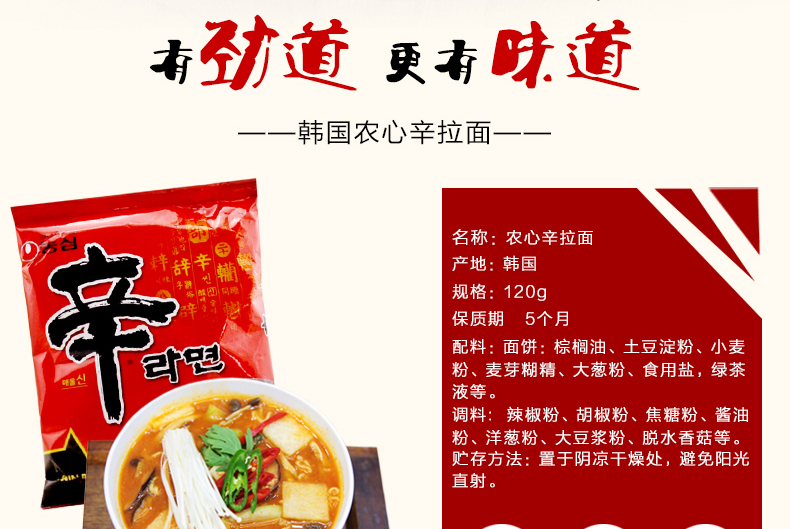 有劲道 更有味道
——韩国农心辛拉面——
농심
辛
라면
매울신
名称：农心辛拉面
产地：韩国
规格：120g
保质期 5个月
配料：面饼：棕榈油、土豆淀粉、小麦
粉、麦芽糊精、大葱粉、食用盐，绿茶
液等。
调料： 辣椒粉、胡椒粉、焦糖粉、酱油
粉、洋葱粉、大豆浆粉、脱水香菇等。
贮存方法：置于阴凉干燥处，避免阳光
直射。